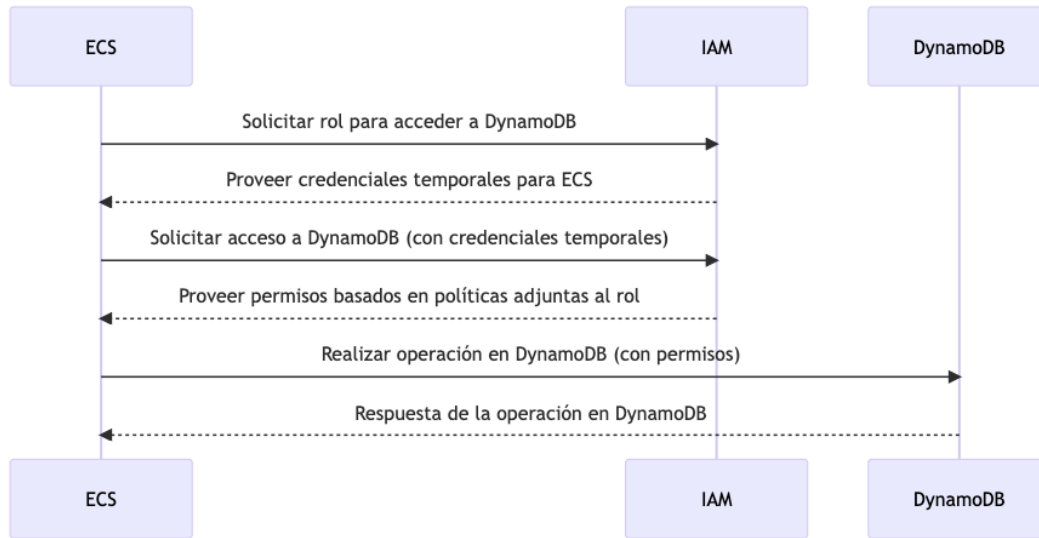 ECS
IAM
DynamoDB
Solicitar rol para acceder a DynamoDB
Proveer credenciales temporales para ECS
Solicitar acceso a DynamoDB (con credenciales temporales)
Proveer permisos basados en políticas adjuntas al rol
Realizar operación en DynamoDB (con permisos)
Respuesta de la operación en DynamoDB
ECS
IAM
DynamoDB